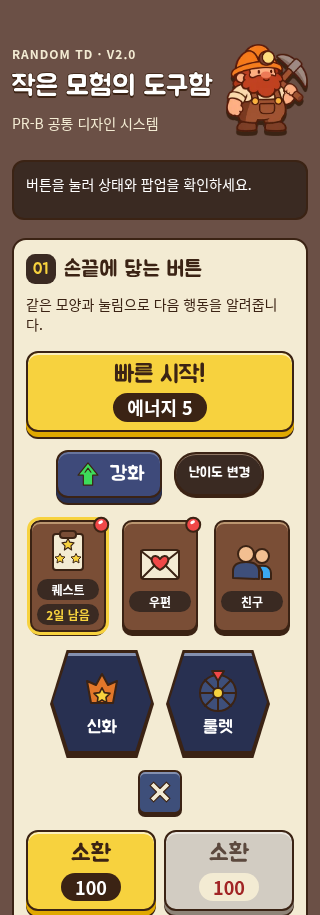 RANDOM TD · V2.0
작은 모험의 도구함
PR-B 공통 디자인 시스템
버튼을 눌러 상태와 팝업을 확인하세요.
01 손끝에 닿는 버튼
같은 모양과 눌림으로 다음 행동을 알려줍니
다.
빠른 시작!
에너지 5
강화
난이도 변경
퀘스트
2일 남음
우편
친구
신화
룰렛
소환
100
소환
100